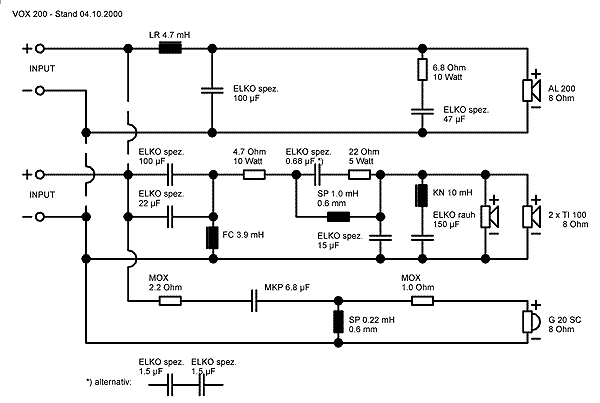 VOX 200 - Stand 04.10.2000
LR 4.7 mH
+
INPUT
−
ELKO spez.
100 µF
6.8 Ohm
10 Watt
ELKO spez.
47 µF
+
AL 200
8 Ohm
−
ELKO spez.
100 µF
4.7 Ohm
10 Watt
ELKO spez.
0.68 µF *)
22 Ohm
5 Watt
+
INPUT
−
ELKO spez.
22 µF
SP 1.0 mH
0.6 mm
KN 10 mH
ELKO rauh
150 µF
+
−
+
2 x TI 100
8 Ohm
−
FC 3.9 mH
ELKO spez.
15 µF
MOX
2.2 Ohm
MKP 6.8 µF
MOX
1.0 Ohm
SP 0.22 mH
0.6 mm
+
G 20 SC
8 Ohm
−
*) alternativ:
ELKO spez.
1.5 µF
ELKO spez.
1.5 µF